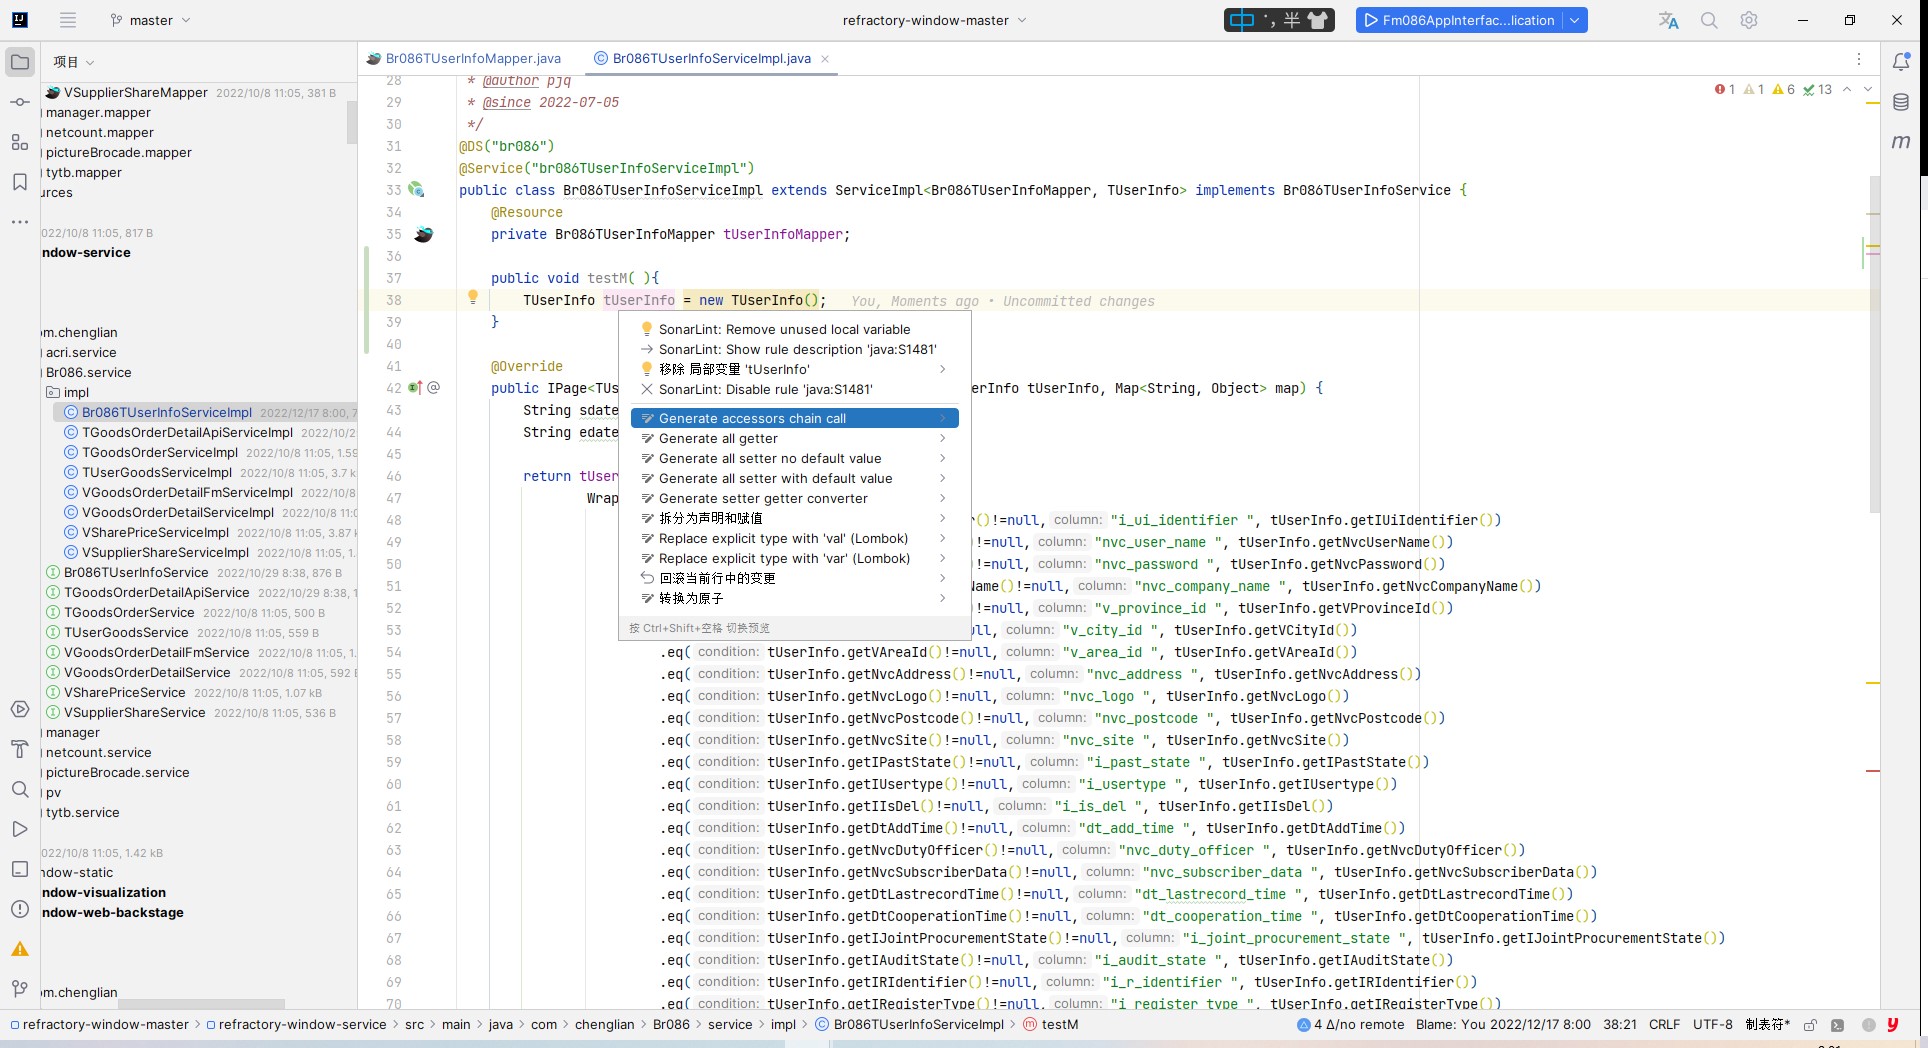 master
refractory-window-master
中 ·, 半
Fm086AppInterfac...lication
项目
Br086TUserInfoMapper.java
Br086TUserInfoServiceImpl.java
1 1 6 13
VSupplierShareMapper 2022/10/8 11:05, 381 B
manager.mapper
netcount.mapper
pictureBrocade.mapper
tytb.mapper
urces
022/10/8 11:05, 817 B
ndow-service
om.chenglian
acri.service
Br086.service
impl
Br086TUserInfoServiceImpl 2022/12/17 8:00, 7
TGoodsOrderDetailApiServiceImpl 2022/10/2
TGoodsOrderServiceImpl 2022/10/8 11:05, 1.59
TUserGoodsServiceImpl 2022/10/8 11:05, 3.7 k
VGoodsOrderDetailFmServiceImpl 2022/10/8
VGoodsOrderDetailServiceImpl 2022/10/8 11:0
VSharePriceServiceImpl 2022/10/8 11:05, 3.87 k
VSupplierShareServiceImpl 2022/10/8 11:05, 1.
Br086TUserInfoService 2022/10/29 8:38, 876 B
TGoodsOrderDetailApiService 2022/10/29 8:38, 1
TGoodsOrderService 2022/10/8 11:05, 500 B
TUserGoodsService 2022/10/8 11:05, 559 B
VGoodsOrderDetailFmService 2022/10/8 11:05, 1.
VGoodsOrderDetailService 2022/10/8 11:05, 592 B
VSharePriceService 2022/10/8 11:05, 1.07 kB
VSupplierShareService 2022/10/8 11:05, 536 B
manager
netcount.service
pictureBrocade.service
pv
tytb.service
022/10/8 11:05, 1.42 kB
ndow-static
ndow-visualization
ndow-web-backstage
om.chenglian
28 * @author pjq
29 * @since 2022-07-05
30 */
31 @DS("br086")
32 @Service("br086TUserInfoServiceImpl")
33 public class Br086TUserInfoServiceImpl extends ServiceImpl<Br086TUserInfoMapper, TUserInfo> implements Br086TUserInfoService {
34 @Resource
35 private Br086TUserInfoMapper tUserInfoMapper;
36
37 public void testM( ){
38 TUserInfo tUserInfo = new TUserInfo(); You, Moments ago • Uncommitted changes
39 }
40
41 @Override
42 @ public IPage<TUs erInfo tUserInfo, Map<String, Object> map) {
43 String sdate
44 String edate
45
46 return tUser
47 Wrap
48 ()!=null, column: "i_ui_identifier ", tUserInfo.getIUiIdentifier())
49 )!=null, column: "nvc_user_name ", tUserInfo.getNvcUserName())
50 )!=null, column: "nvc_password ", tUserInfo.getNvcPassword())
51 Name()!=null, column: "nvc_company_name ", tUserInfo.getNvcCompanyName())
52 )!=null, column: "v_province_id ", tUserInfo.getVProvinceId())
53 ull, column: "v_city_id ", tUserInfo.getVCityId())
54 .eq( condition: tUserInfo.getVAreaId()!=null, column: "v_area_id ", tUserInfo.getVAreaId())
55 .eq( condition: tUserInfo.getNvcAddress()!=null, column: "nvc_address ", tUserInfo.getNvcAddress())
56 .eq( condition: tUserInfo.getNvcLogo()!=null, column: "nvc_logo ", tUserInfo.getNvcLogo())
57 .eq( condition: tUserInfo.getNvcPostcode()!=null, column: "nvc_postcode ", tUserInfo.getNvcPostcode())
58 .eq( condition: tUserInfo.getNvcSite()!=null, column: "nvc_site ", tUserInfo.getNvcSite())
59 .eq( condition: tUserInfo.getIPastState()!=null, column: "i_past_state ", tUserInfo.getIPastState())
60 .eq( condition: tUserInfo.getIUsertype()!=null, column: "i_usertype ", tUserInfo.getIUsertype())
61 .eq( condition: tUserInfo.getIIsDel()!=null, column: "i_is_del ", tUserInfo.getIIsDel())
62 .eq( condition: tUserInfo.getDtAddTime()!=null, column: "dt_add_time ", tUserInfo.getDtAddTime())
63 .eq( condition: tUserInfo.getNvcDutyOfficer()!=null, column: "nvc_duty_officer ", tUserInfo.getNvcDutyOfficer())
64 .eq( condition: tUserInfo.getNvcSubscriberData()!=null, column: "nvc_subscriber_data ", tUserInfo.getNvcSubscriberData())
65 .eq( condition: tUserInfo.getDtLastrecordTime()!=null, column: "dt_lastrecord_time ", tUserInfo.getDtLastrecordTime())
66 .eq( condition: tUserInfo.getDtCooperationTime()!=null, column: "dt_cooperation_time ", tUserInfo.getDtCooperationTime())
67 .eq( condition: tUserInfo.getIJointProcurementState()!=null, column: "i_joint_procurement_state ", tUserInfo.getIJointProcurementState())
68 .eq( condition: tUserInfo.getIAuditState()!=null, column: "i_audit_state ", tUserInfo.getIAuditState())
69 .eq( condition: tUserInfo.getIRIdentifier()!=null, column: "i_r_identifier ", tUserInfo.getIRIdentifier())
70 .eq( condition: tUserInfo.getIRegisterType()!=null, column: "i_register_type ", tUserInfo.getIRegisterType())
SonarLint: Remove unused local variable
SonarLint: Show rule description 'java:S1481'
移除 局部变量 'tUserInfo'
SonarLint: Disable rule 'java:S1481'
Generate accessors chain call
Generate all getter
Generate all setter no default value
Generate all setter with default value
Generate setter getter converter
拆分为声明和赋值
Replace explicit type with 'val' (Lombok)
Replace explicit type with 'var' (Lombok)
回滚当前行中的变更
转换为原子
按 Ctrl+Shift+空格 切换预览
refractory-window-master > refractory-window-service > src > main > java > com > chenglian > Br086 > service > impl > Br086TUserInfoServiceImpl > testM
4 Δ/no remote Blame: You 2022/12/17 8:00 38:21 CRLF UTF-8 制表符*